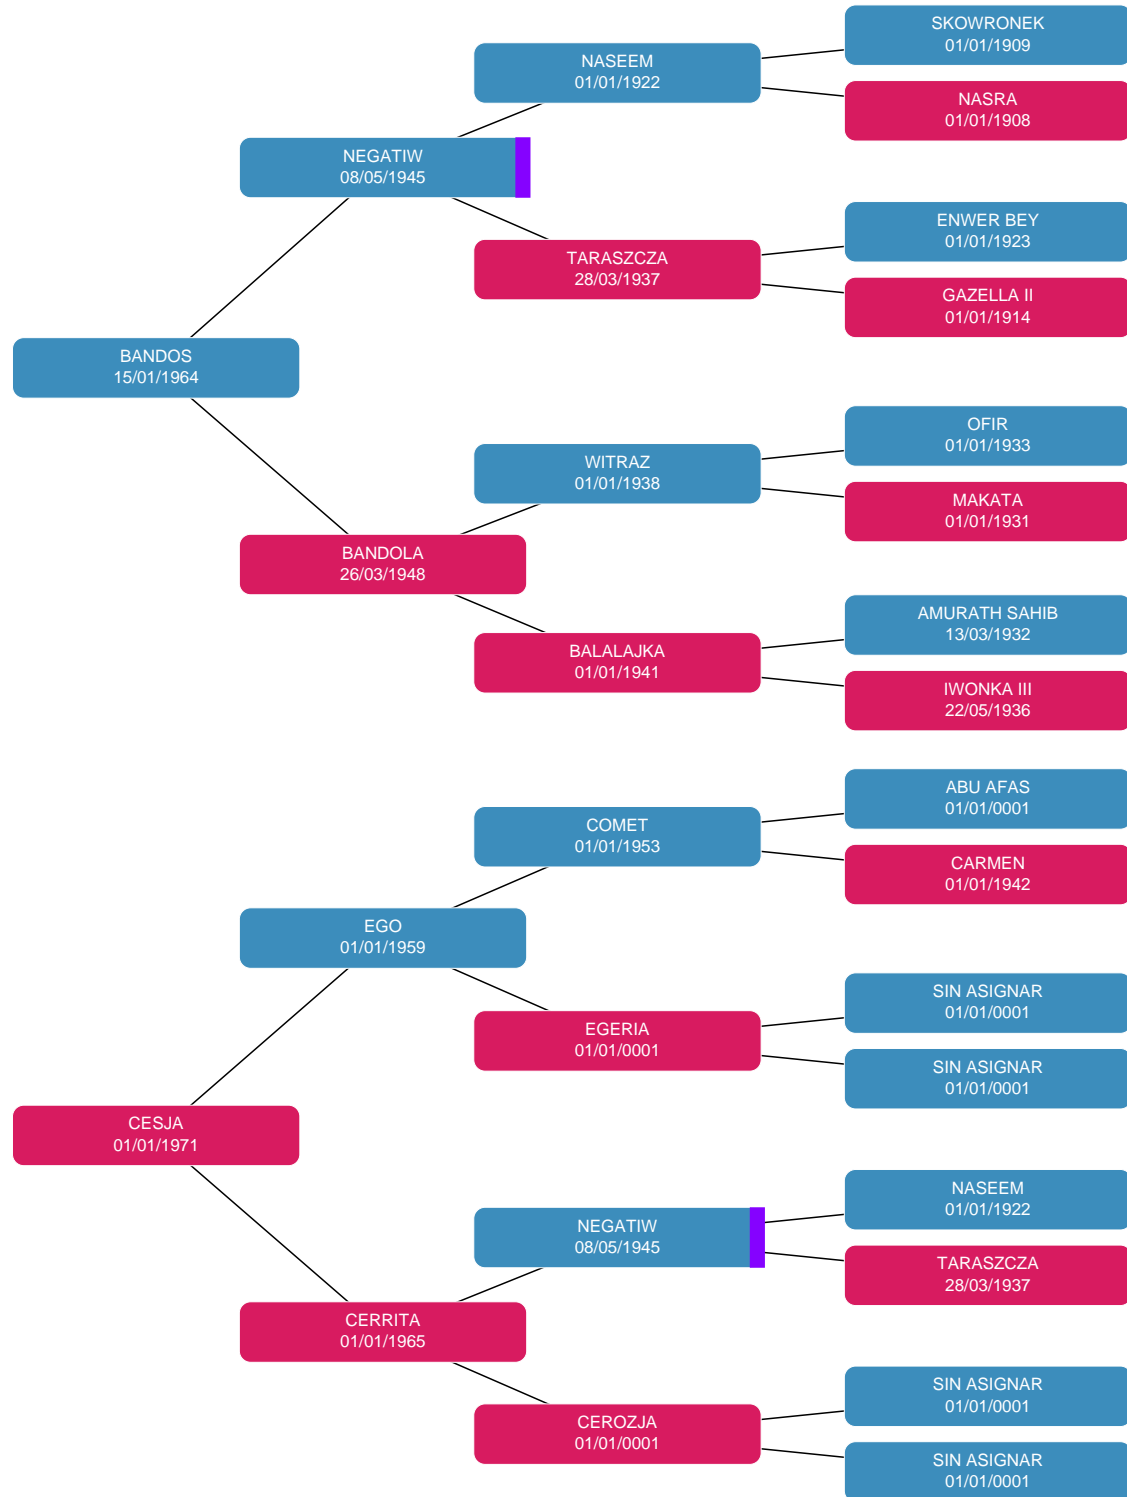 SKOWRONEK
01/01/1909
NASEEM
01/01/1922
NASRA
01/01/1908
NEGATIW
08/05/1945
ENWER BEY
01/01/1923
TARASZCZA
28/03/1937
GAZELLA II
01/01/1914
BANDOS
15/01/1964
OFIR
01/01/1933
WITRAZ
01/01/1938
MAKATA
01/01/1931
BANDOLA
26/03/1948
AMURATH SAHIB
13/03/1932
BALALAJKA
01/01/1941
IWONKA III
22/05/1936
ABU AFAS
01/01/0001
COMET
01/01/1953
CARMEN
01/01/1942
EGO
01/01/1959
SIN ASIGNAR
01/01/0001
EGERIA
01/01/0001
SIN ASIGNAR
01/01/0001
CESJA
01/01/1971
NASEEM
01/01/1922
NEGATIW
08/05/1945
TARASZCZA
28/03/1937
CERRITA
01/01/1965
SIN ASIGNAR
01/01/0001
CEROZJA
01/01/0001
SIN ASIGNAR
01/01/0001